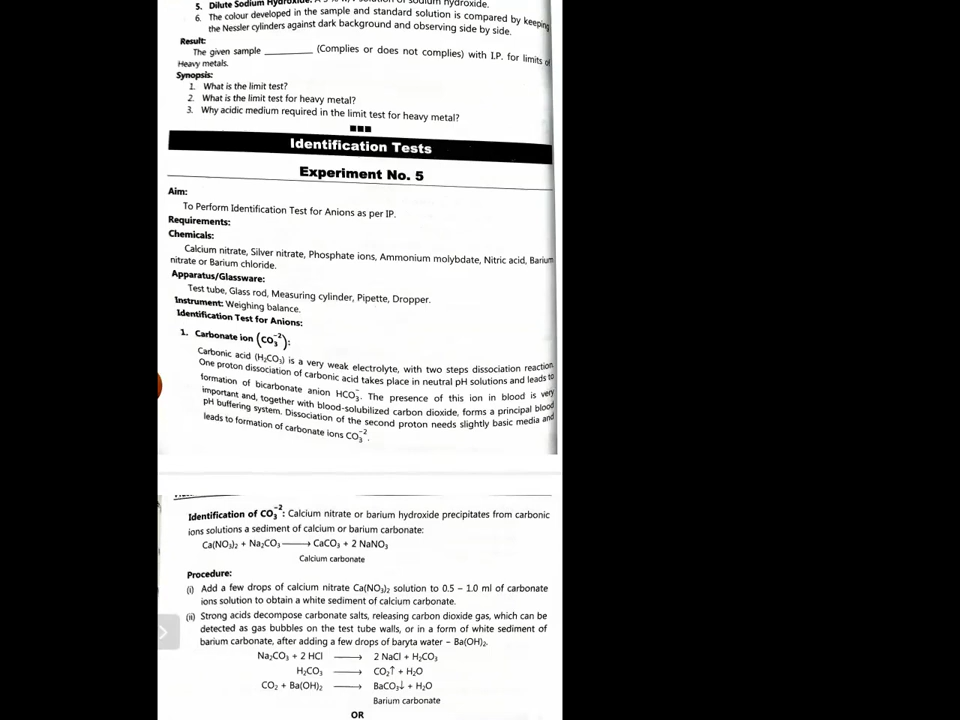 5. Dilute Sodium Hydroxide: of sodium hydroxide.
6. The colour developed in the sample and standard solution is compared by keeping
the Nessler cylinders against dark background and observing side by side.
Result:
The given sample __________ (Complies or does not complies) with I.P. for limits of
Heavy metals.
Synopsis:
1. What is the limit test?
2. What is the limit test for heavy metal?
3. Why acidic medium required in the limit test for heavy metal?
■■■
Identification Tests
Experiment No. 5
Aim:
To Perform Identification Test for Anions as per IP.
Requirements:
Chemicals:
Calcium nitrate, Silver nitrate, Phosphate ions, Ammonium molybdate, Nitric acid, Barium
nitrate or Barium chloride.
Apparatus/Glassware:
Test tube, Glass rod, Measuring cylinder, Pipette, Dropper.
Instrument: Weighing balance.
Identification Test for Anions:
1. Carbonate ion (CO₃⁻²):
Carbonic acid (H₂CO₃) is a very weak electrolyte, with two steps dissociation reaction.
One proton dissociation of carbonic acid takes place in neutral pH solutions and leads to
formation of bicarbonate anion HCO₃⁻. The presence of this ion in blood is very
important and, together with blood-solubilized carbon dioxide, forms a principal blood
pH buffering system. Dissociation of the second proton needs slightly basic media and
leads to formation of carbonate ions CO₃⁻².
Identification of CO₃⁻²: Calcium nitrate or barium hydroxide precipitates from carbonic
ions solutions a sediment of calcium or barium carbonate:
Ca(NO₃)₂ + Na₂CO₃ ⟶ CaCO₃ + 2 NaNO₃
Calcium carbonate
Procedure:
(i) Add a few drops of calcium nitrate Ca(NO₃)₂ solution to 0.5 – 1.0 ml of carbonate
ions solution to obtain a white sediment of calcium carbonate.
(ii) Strong acids decompose carbonate salts, releasing carbon dioxide gas, which can be
detected as gas bubbles on the test tube walls, or in a form of white sediment of
barium carbonate, after adding a few drops of baryta water – Ba(OH)₂.
Na₂CO₃ + 2 HCl ⟶ 2 NaCl + H₂CO₃
H₂CO₃ ⟶ CO₂↑ + H₂O
CO₂ + Ba(OH)₂ ⟶ BaCO₃↓ + H₂O
Barium carbonate
OR